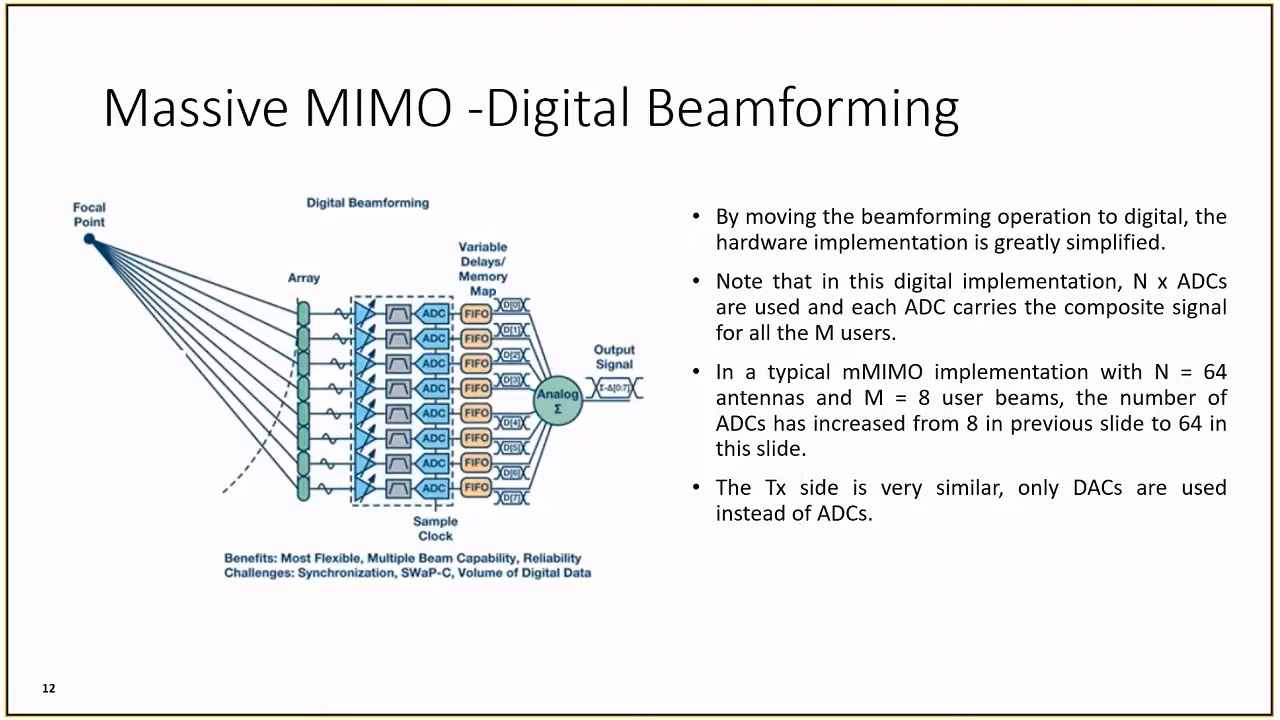 Massive MIMO -Digital Beamforming
Focal
Point
Digital Beamforming
Array
Variable
Delays/
Memory
Map
ADC
FIFO
D[0]
ADC
FIFO
D[1]
ADC
FIFO
D[2]
ADC
FIFO
D[3]
ADC
FIFO
D[4]
ADC
FIFO
D[5]
ADC
FIFO
D[6]
ADC
FIFO
D[7]
Analog
Σ
Output
Signal
Σ-Δ[0:7]
Sample
Clock
Benefits: Most Flexible, Multiple Beam Capability, Reliability
Challenges: Synchronization, SWaP-C, Volume of Digital Data
• By moving the beamforming operation to digital, the
hardware implementation is greatly simplified.
• Note that in this digital implementation, N x ADCs
are used and each ADC carries the composite signal
for all the M users.
• In a typical mMIMO implementation with N = 64
antennas and M = 8 user beams, the number of
ADCs has increased from 8 in previous slide to 64 in
this slide.
• The Tx side is very similar, only DACs are used
instead of ADCs.
12